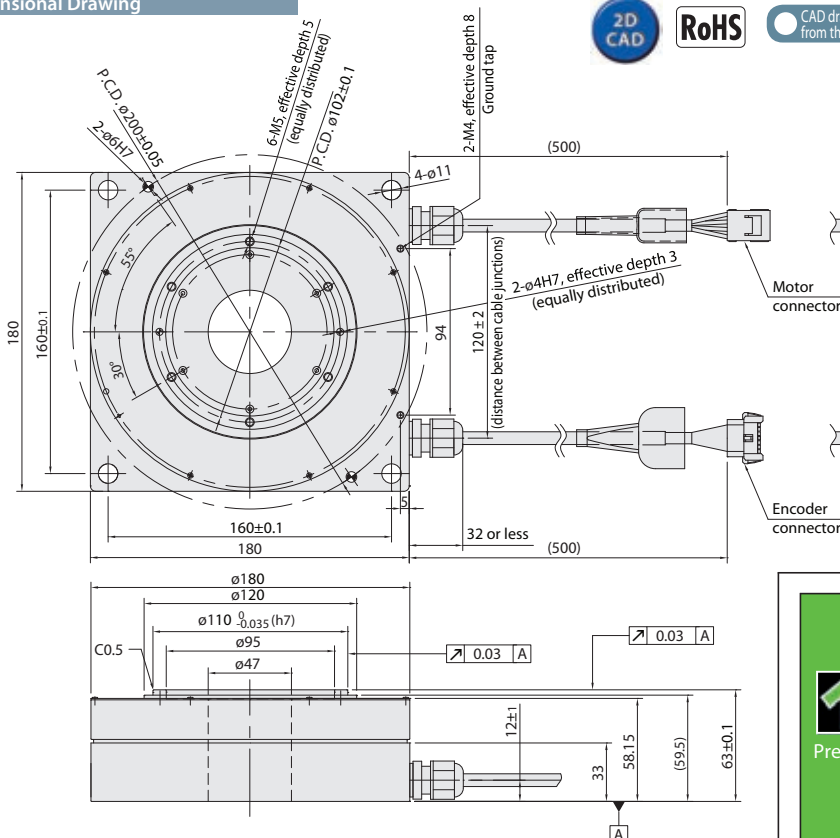 nsional Drawing
2D
CAD
RoHS
CAD dr
from th
P.C.D. ø200±0.05
2-ø6H7
6-M5, effective depth 5
(equally distributed)
P.C.D. ø102±0.1
2-M4, effective depth 8
Ground tap
4-ø11
(500)
55°
30°
180
160±0.1
94
120±2
(distance between cable junctions)
2-ø4H7, effective depth 3
(equally distributed)
Motor
connector
Encoder
connector
5
160±0.1
180
32 or less
(500)
ø180
ø120
ø110 0 -0.035 (h7)
ø95
ø47
C0.5
0.03 A
0.03 A
12±1
33
58.15
(59.5)
63±0.1
A
Pre